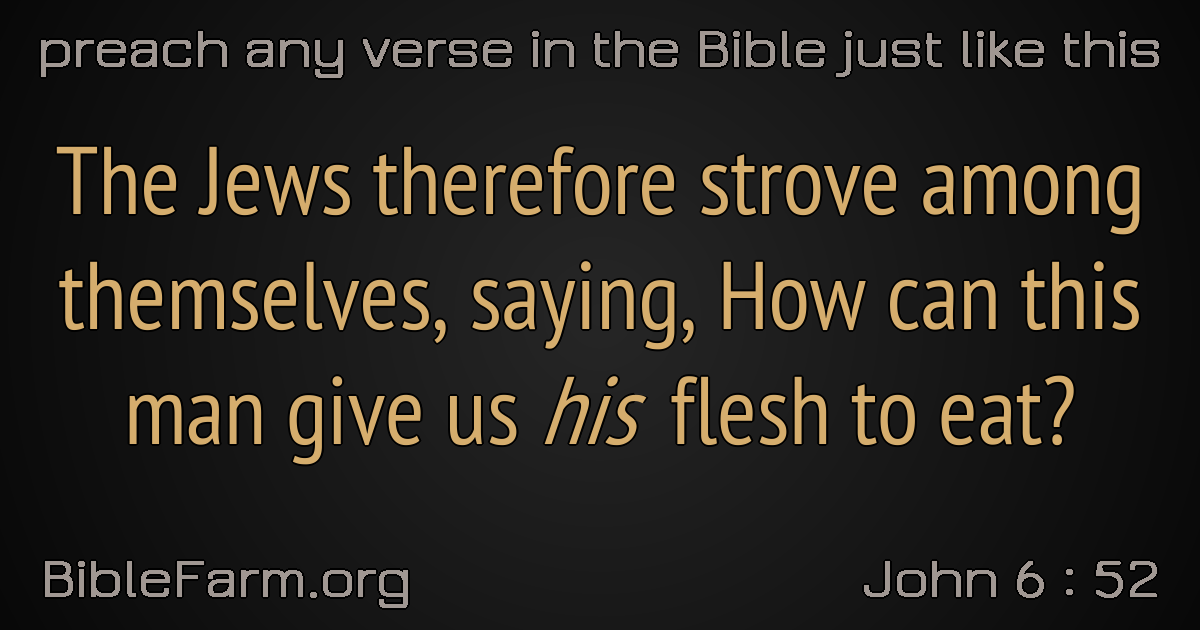 preach any verse in the Bible just like this
The Jews therefore strove among
themselves, saying, How can this
man give us his flesh to eat?
BibleFarm.org
John 6 : 52